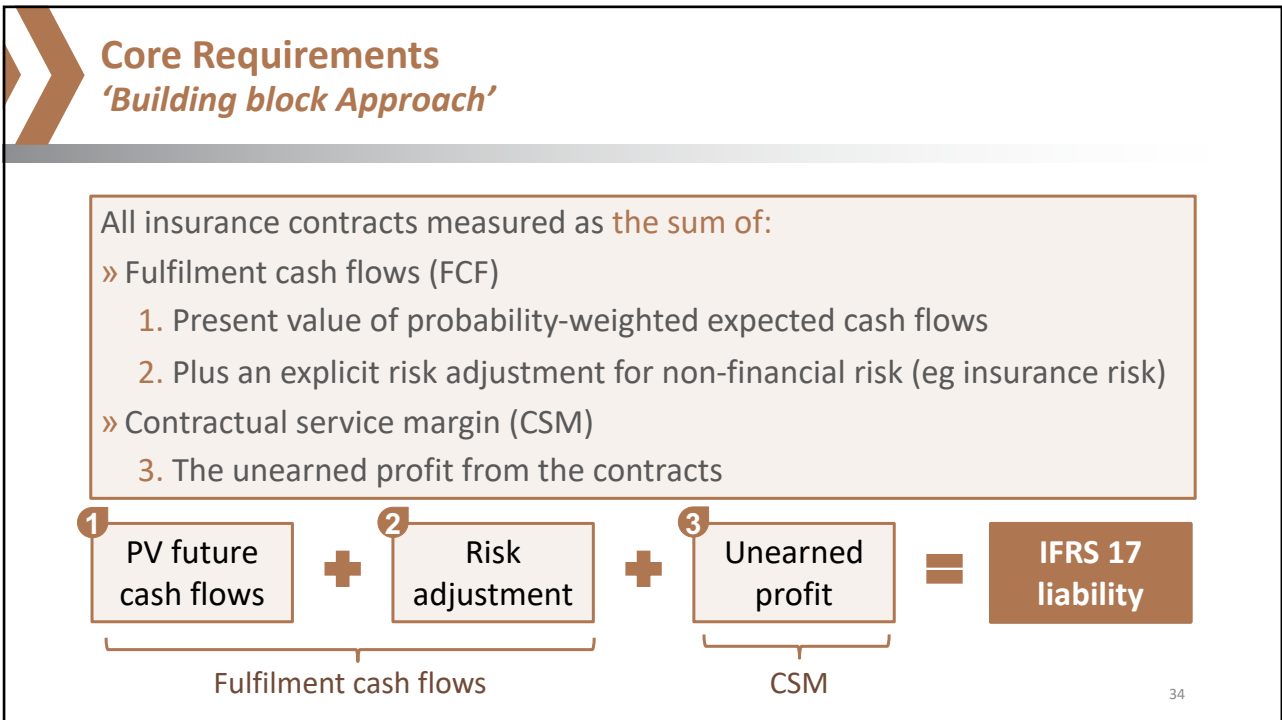 Core Requirements
‘Building block Approach’
All insurance contracts measured as the sum of:
» Fulfilment cash flows (FCF)
1. Present value of probability-weighted expected cash flows
2. Plus an explicit risk adjustment for non-financial risk (eg insurance risk)
» Contractual service margin (CSM)
3. The unearned profit from the contracts
1
PV future
cash flows
2
Risk
adjustment
3
Unearned
profit
IFRS 17
liability
Fulfilment cash flows
CSM
34